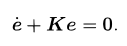 ė + Ke = 0.